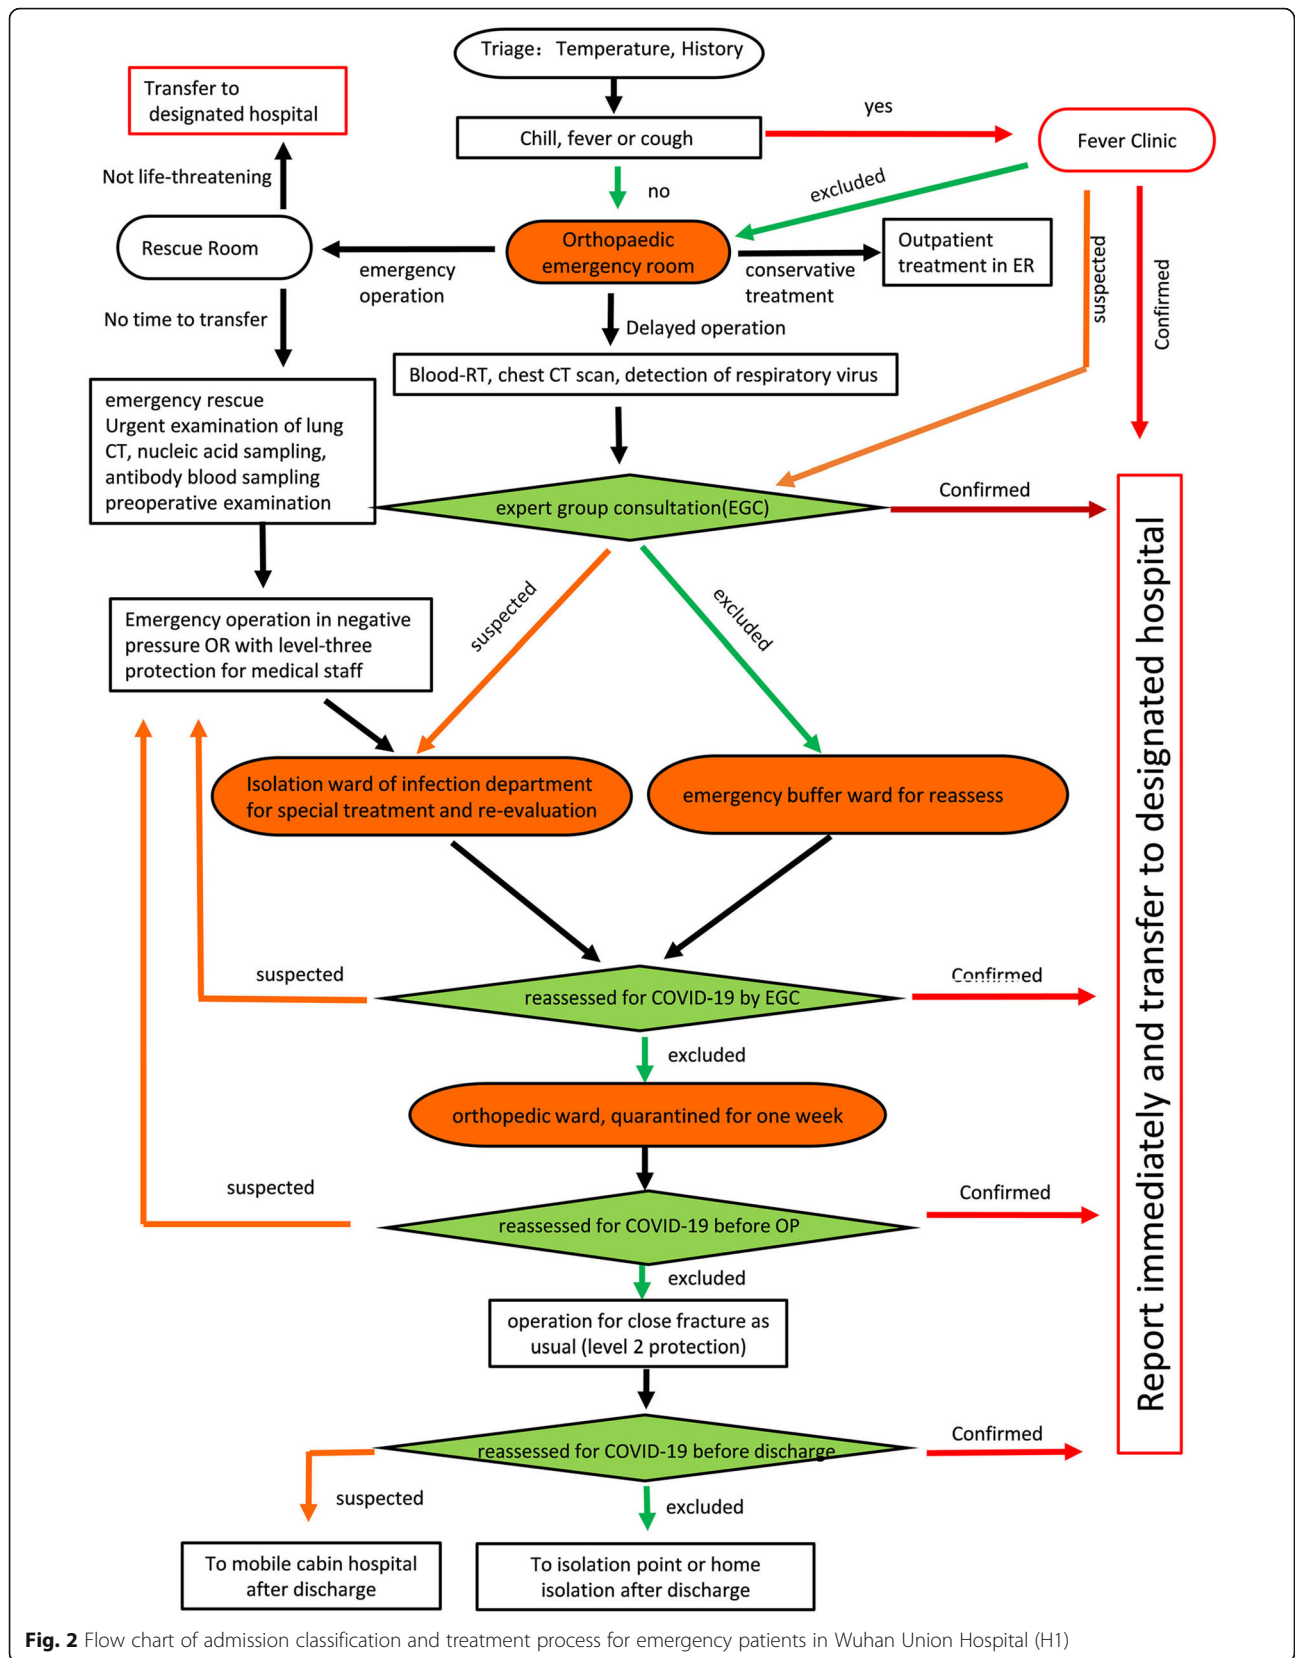 Triage: Temperature, History
Transfer to
designated hospital
yes
Chill, fever or cough
Fever Clinic
Not life-threatening
no
excluded
Rescue Room
emergency
operation
Orthopaedic
emergency room
conservative
treatment
Outpatient
treatment in ER
suspected
Confirmed
No time to transfer
Delayed operation
Blood-RT, chest CT scan, detection of respiratory virus
emergency rescue
Urgent examination of lung
CT, nucleic acid sampling,
antibody blood sampling
preoperative examination
expert group consultation(EGC)
Confirmed
Report immediately and transfer to designated hospital
suspected
excluded
Emergency operation in negative
pressure OR with level-three
protection for medical staff
Isolation ward of infection department
for special treatment and re-evaluation
emergency buffer ward for reassess
suspected
reassessed for COVID-19 by EGC
Confirmed
excluded
orthopedic ward, quarantined for one week
suspected
reassessed for COVID-19 before OP
Confirmed
excluded
operation for close fracture as
usual (level 2 protection)
reassessed for COVID-19 before discharge
Confirmed
suspected
excluded
To mobile cabin hospital
after discharge
To isolation point or home
isolation after discharge
Fig. 2 Flow chart of admission classification and treatment process for emergency patients in Wuhan Union Hospital (H1)